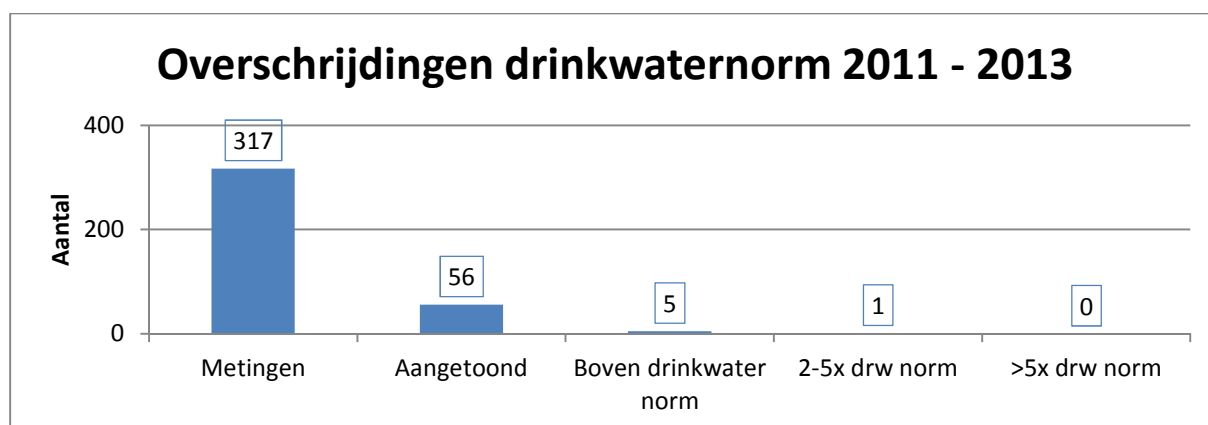 Overschrijdingen drinkwaternorm 2011 - 2013
Aantal
400
200
0
317
56
5
1
0
Metingen
Aangetoond
Boven drinkwater
norm
2-5x drw norm
>5x drw norm